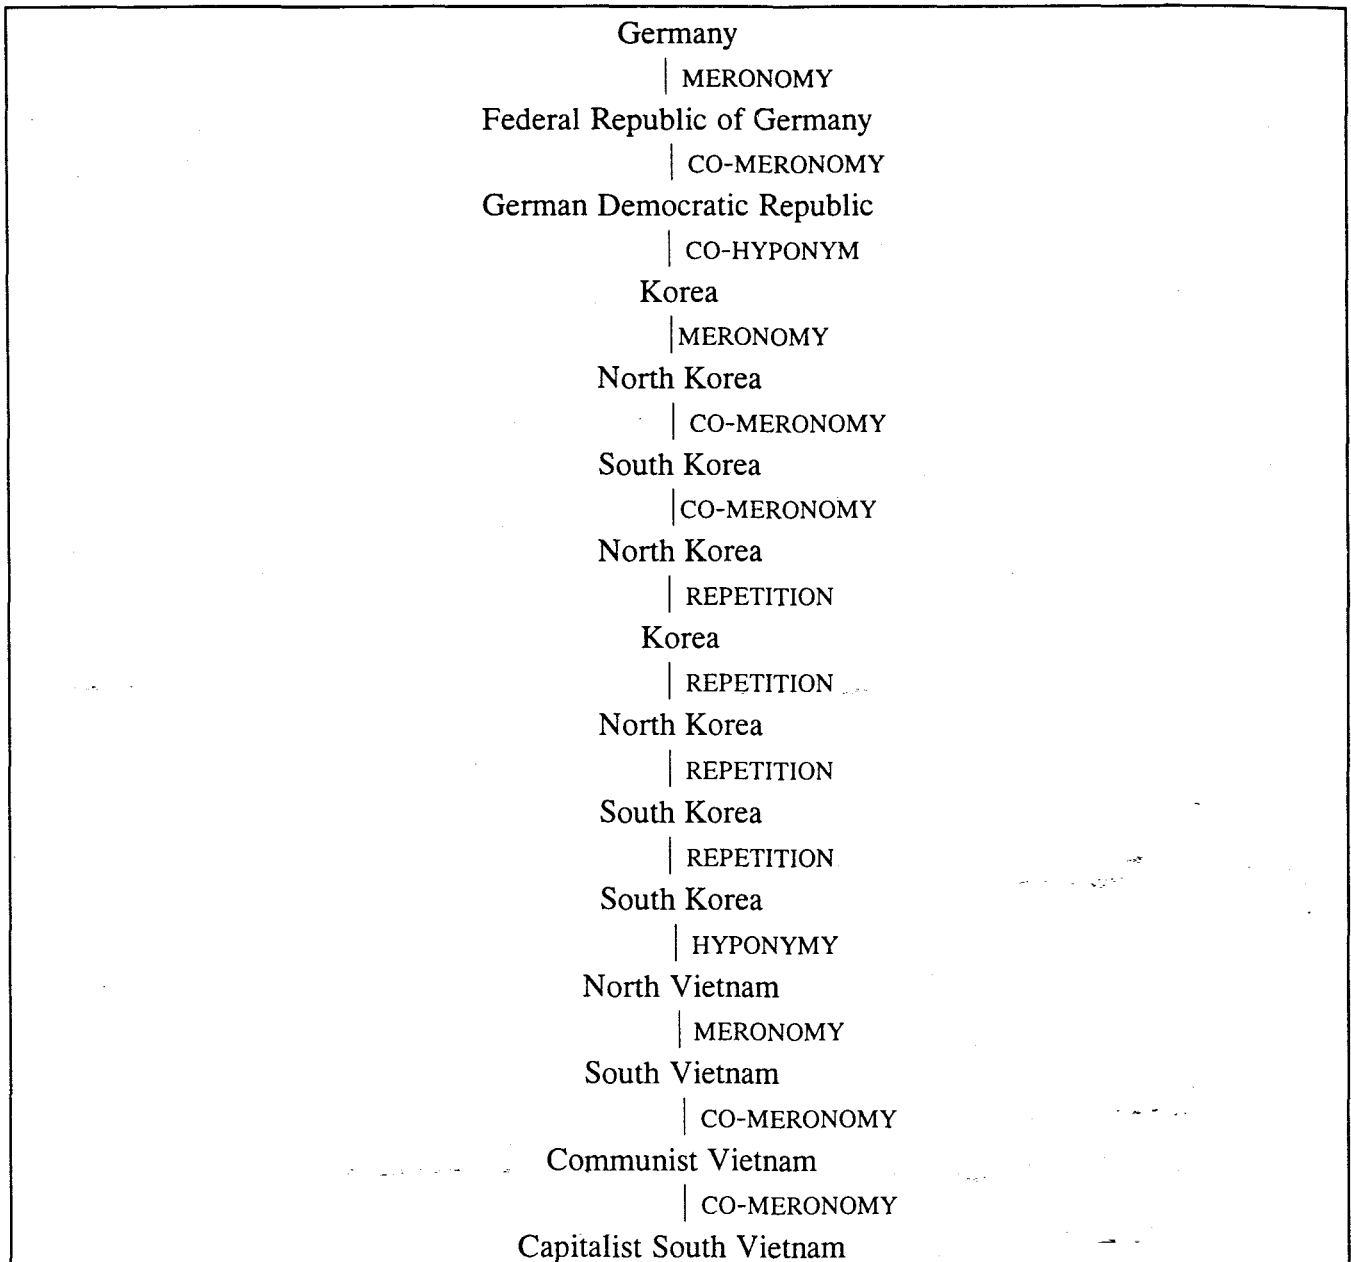 Germany
MERONOMY
Federal Republic of Germany
CO-MERONOMY
German Democratic Republic
CO-HYPONYM
Korea
MERONOMY
North Korea
CO-MERONOMY
South Korea
CO-MERONOMY
North Korea
REPETITION
Korea
REPETITION
North Korea
REPETITION
South Korea
REPETITION
South Korea
HYPONYMY
North Vietnam
MERONOMY
South Vietnam
CO-MERONOMY
Communist Vietnam
CO-MERONOMY
Capitalist South Vietnam